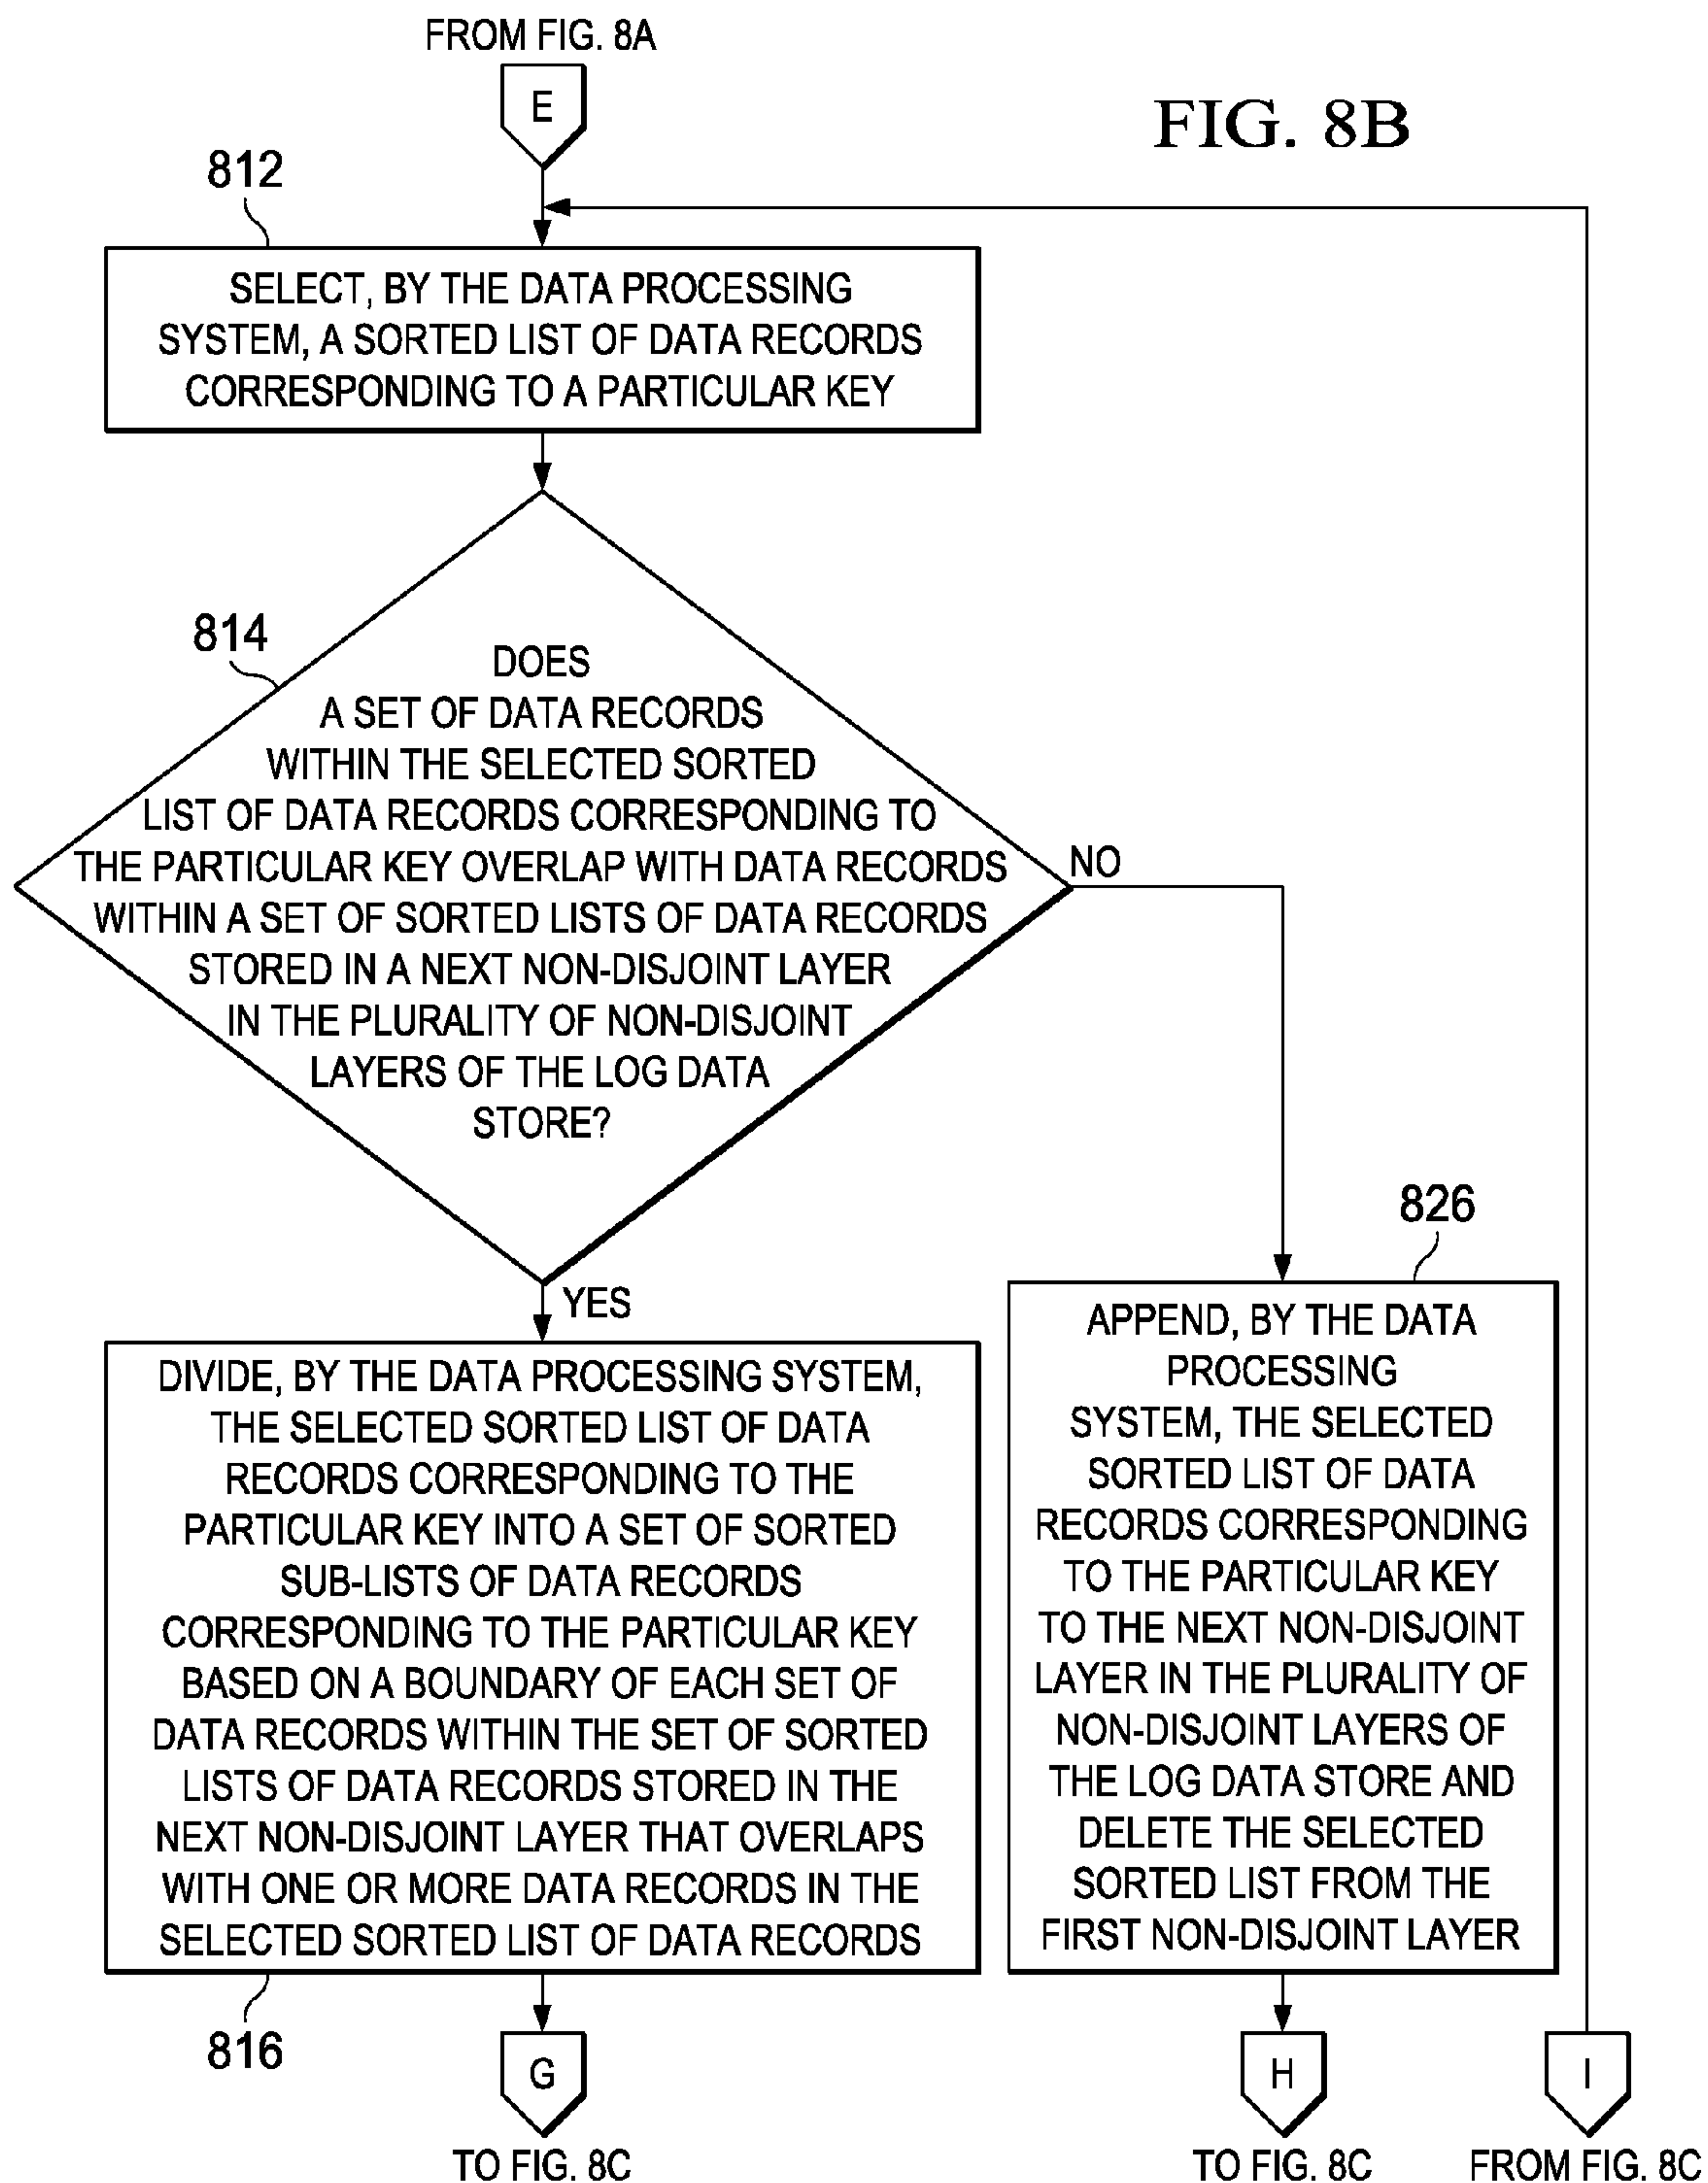 FROM FIG. 8A
E
FIG. 8B
812
SELECT, BY THE DATA PROCESSING
SYSTEM, A SORTED LIST OF DATA RECORDS
CORRESPONDING TO A PARTICULAR KEY
814
DOES
A SET OF DATA RECORDS
WITHIN THE SELECTED SORTED
LIST OF DATA RECORDS CORRESPONDING TO
THE PARTICULAR KEY OVERLAP WITH DATA RECORDS
WITHIN A SET OF SORTED LISTS OF DATA RECORDS
STORED IN A NEXT NON-DISJOINT LAYER
IN THE PLURALITY OF NON-DISJOINT
LAYERS OF THE LOG DATA
STORE?
NO
YES
DIVIDE, BY THE DATA PROCESSING SYSTEM,
THE SELECTED SORTED LIST OF DATA
RECORDS CORRESPONDING TO THE
PARTICULAR KEY INTO A SET OF SORTED
SUB-LISTS OF DATA RECORDS
CORRESPONDING TO THE PARTICULAR KEY
BASED ON A BOUNDARY OF EACH SET OF
DATA RECORDS WITHIN THE SET OF SORTED
LISTS OF DATA RECORDS STORED IN THE
NEXT NON-DISJOINT LAYER THAT OVERLAPS
WITH ONE OR MORE DATA RECORDS IN THE
SELECTED SORTED LIST OF DATA RECORDS
816
G
TO FIG. 8C
826
APPEND, BY THE DATA
PROCESSING
SYSTEM, THE SELECTED
SORTED LIST OF DATA
RECORDS CORRESPONDING
TO THE PARTICULAR KEY
TO THE NEXT NON-DISJOINT
LAYER IN THE PLURALITY OF
NON-DISJOINT LAYERS OF
THE LOG DATA STORE AND
DELETE THE SELECTED
SORTED LIST FROM THE
FIRST NON-DISJOINT LAYER
H
TO FIG. 8C
I
FROM FIG. 8C